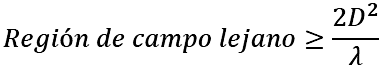 Región de campo lejano ≥ 2D²/λ